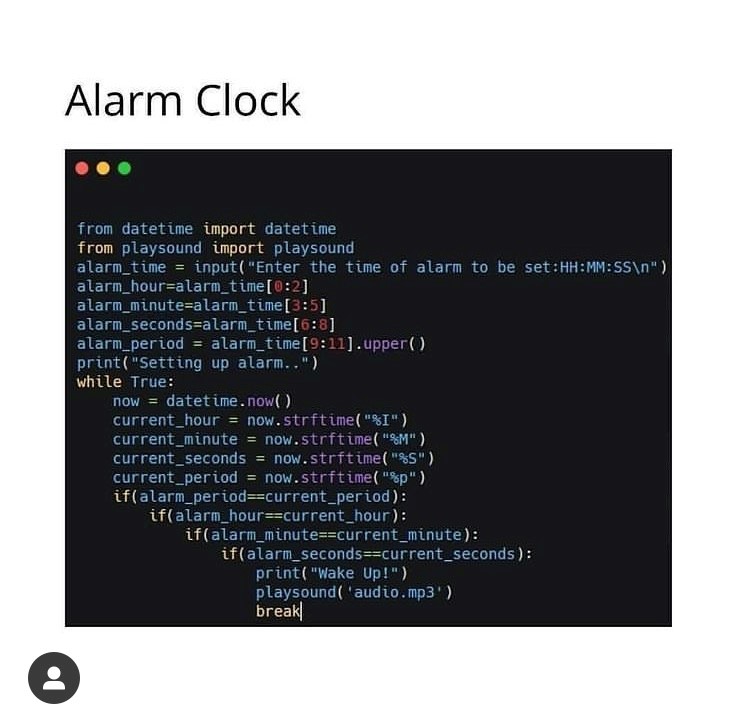 Alarm Clock
from datetime import datetime
from playsound import playsound
alarm_time = input("Enter the time of alarm to be set:HH:MM:SS\n")
alarm_hour=alarm_time[0:2]
alarm_minute=alarm_time[3:5]
alarm_seconds=alarm_time[6:8]
alarm_period = alarm_time[9:11].upper()
print("Setting up alarm..")
while True:
    now = datetime.now()
    current_hour = now.strftime("%I")
    current_minute = now.strftime("%M")
    current_seconds = now.strftime("%S")
    current_period = now.strftime("%p")
    if(alarm_period==current_period):
        if(alarm_hour==current_hour):
            if(alarm_minute==current_minute):
                if(alarm_seconds==current_seconds):
                    print("Wake Up!")
                    playsound('audio.mp3')
                    break